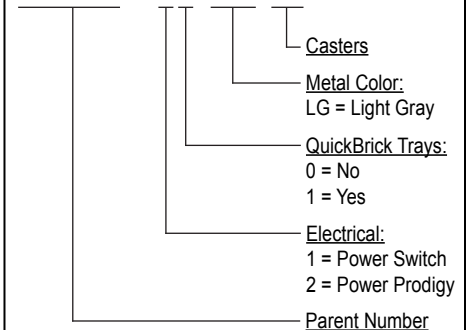 Casters
Metal Color:
LG = Light Gray
QuickBrick Trays:
0 = No
1 = Yes
Electrical:
1 = Power Switch
2 = Power Prodigy
Parent Number